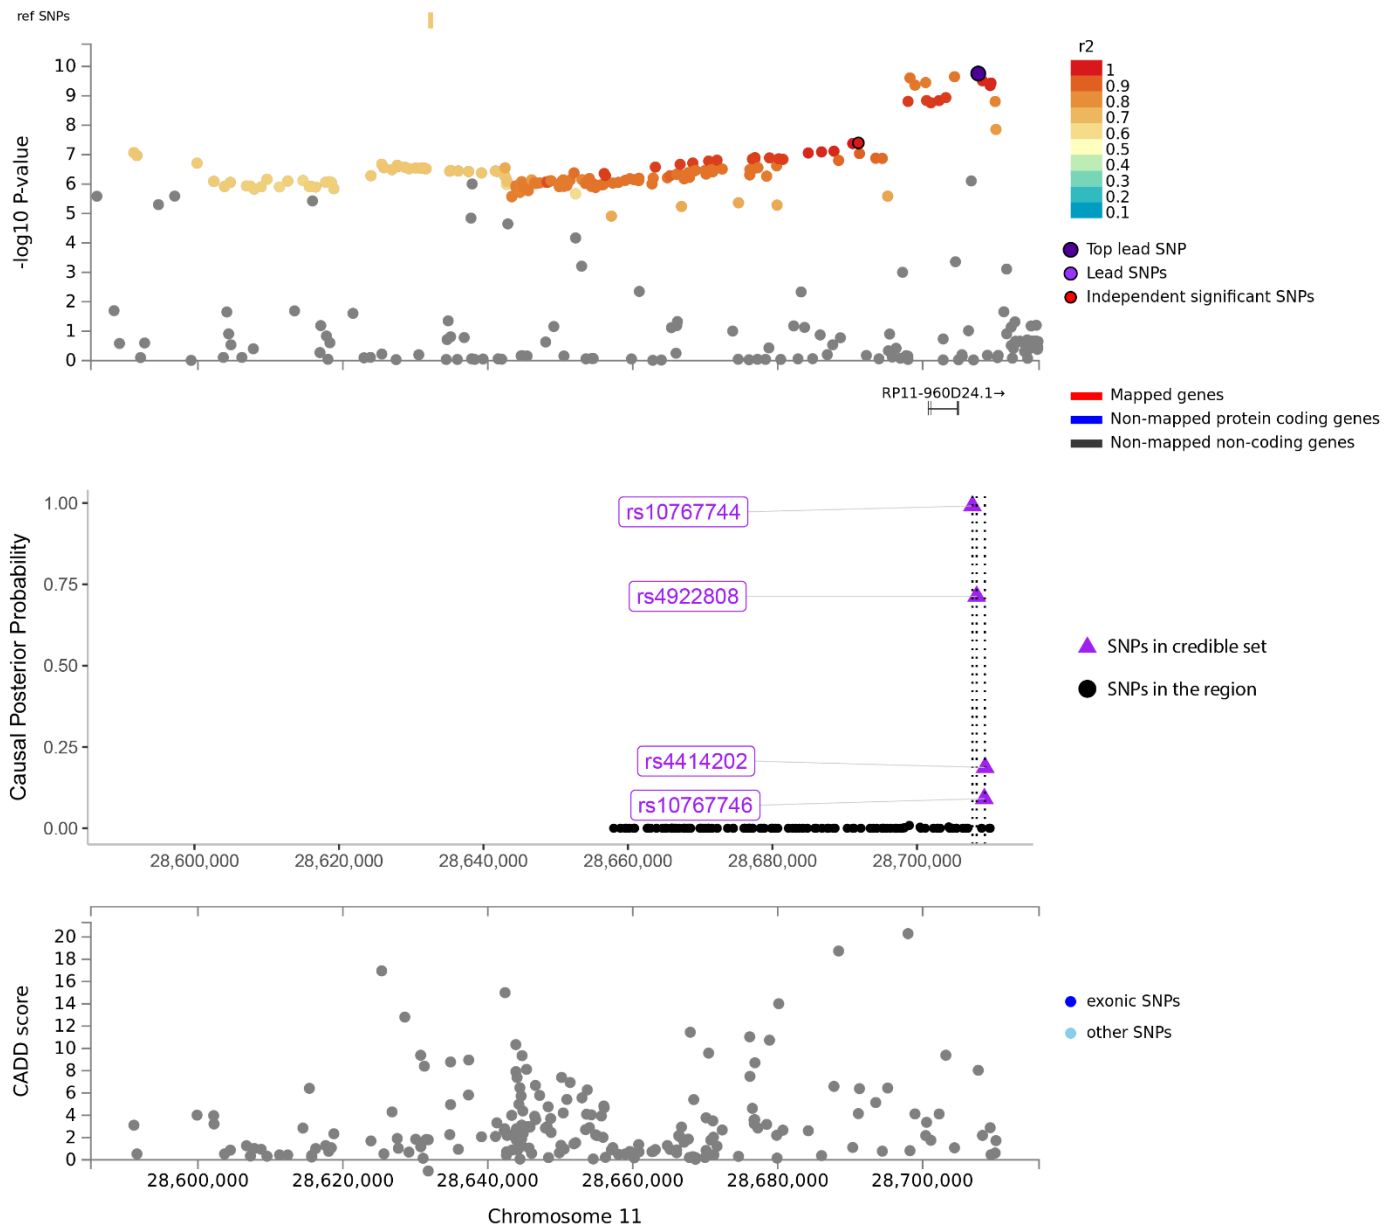 ref SNPs
10
9
8
7
6
5
4
3
2
1
0
-log10 P-value
r2
1
0.9
0.8
0.7
0.6
0.5
0.4
0.3
0.2
0.1
Top lead SNP
Lead SNPs
Independent significant SNPs
RP11-960D24.1→
Mapped genes
Non-mapped protein coding genes
Non-mapped non-coding genes
1.00
0.75
0.50
0.25
0.00
Causal Posterior Probability
rs10767744
rs4922808
rs4414202
rs10767746
SNPs in credible set
SNPs in the region
28,600,000 28,620,000 28,640,000 28,660,000 28,680,000 28,700,000
20
18
16
14
12
10
8
6
4
2
0
CADD score
exonic SNPs
other SNPs
28,600,000 28,620,000 28,640,000 28,660,000 28,680,000 28,700,000
Chromosome 11